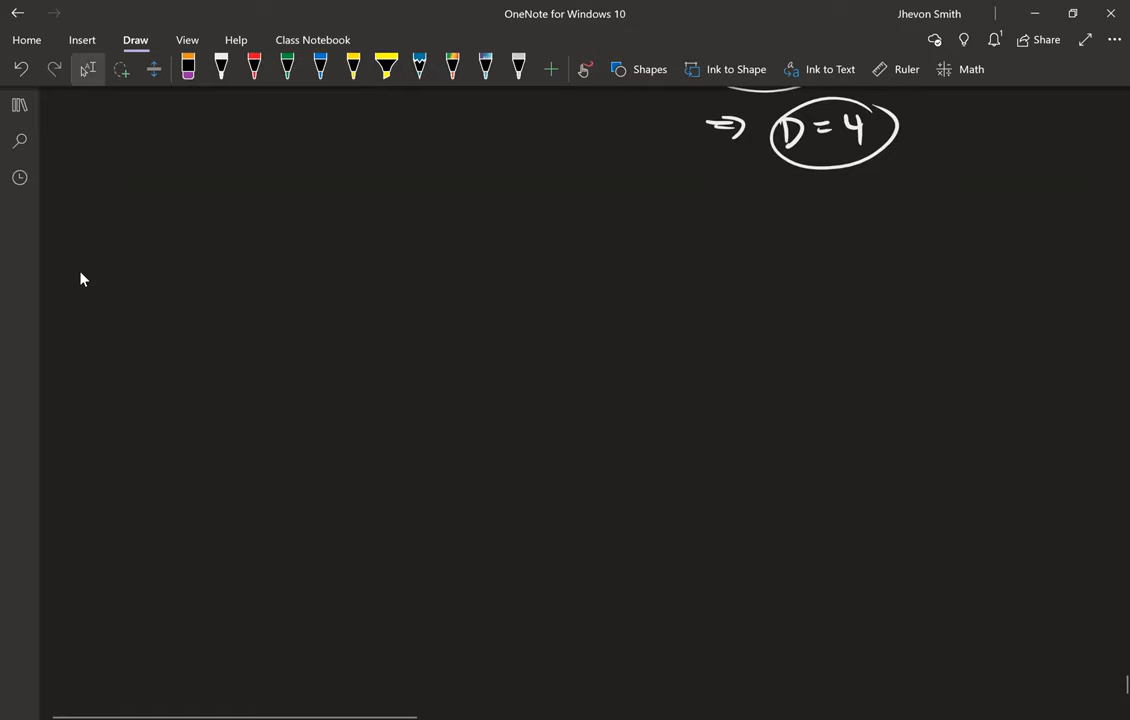 OneNote for Windows 10
Jhevon Smith
Home Insert Draw View Help Class Notebook
1 Share
Shapes Ink to Shape Ink to Text Ruler Math
⇒ D = 4